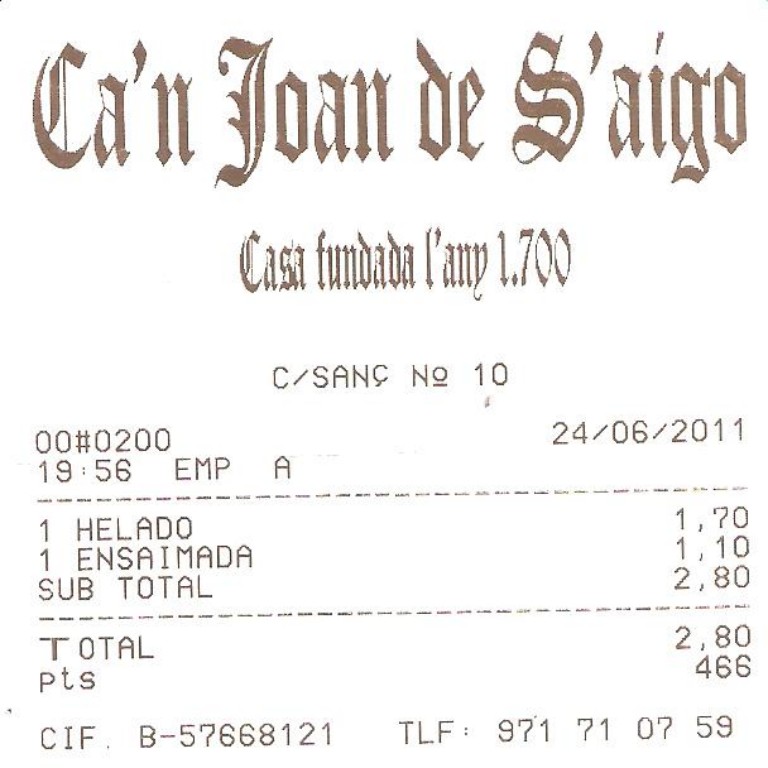 Ca'n Joan de S'aigo
Casa fundada l'any 1.700
C/SANÇ Nº 10
00#0200 24/06/2011
19:56 EMP A
1 HELADO 1,70
1 ENSAIMADA 1,10
SUB TOTAL 2,80
TOTAL 2,80
pts 466
CIF. B-57668121 TLF: 971 71 07 59